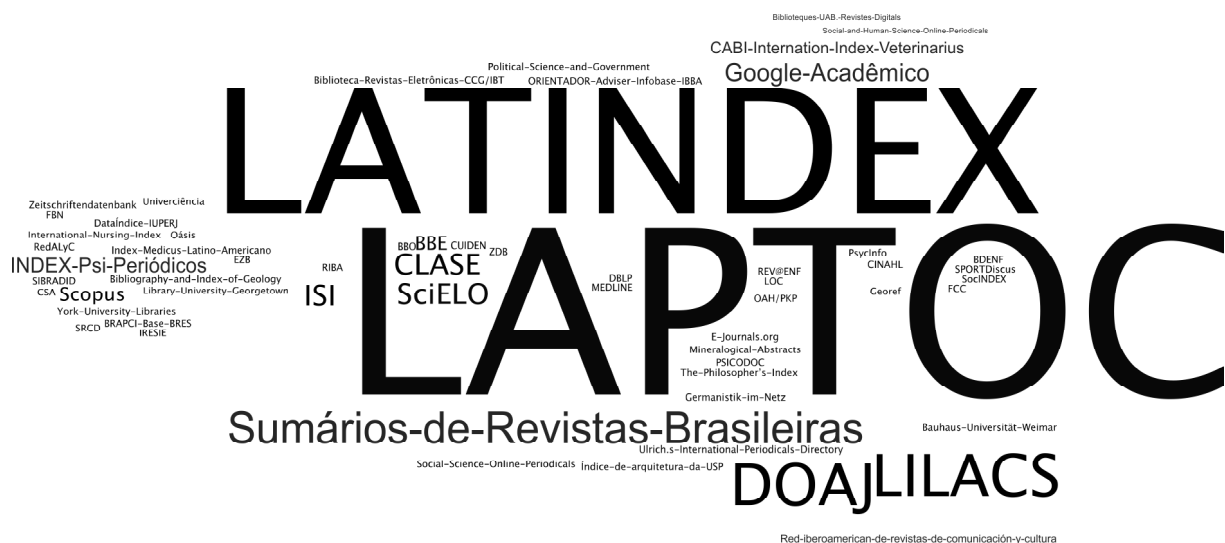 Biblioteques-UAB.-Revistes-Digitals
Social-and-Human-Science-Online-Periodicals
CABI-Internation-Index-Veterinarius
Political-Science-and-Government
Google-Acadêmico
Biblioteca-Revistas-Eletrônicas-CCG/IBT
ORIENTADOR-Adviser-Infobase-IBBA
LATINDEX
Zeitschriftendatenbank
Univerciência
FBN
DataÍndice-IUPERJ
International-Nursing-Index
Oásis
RedALyC
Index-Medicus-Latino-Americano
EZB
INDEX-Psi-Periódicos
SIBRADID
Bibliography-and-Index-of-Geology
CSA
Scopus
Library-University-Georgetown
York-University-Libraries
SRCD
BRAPCI-Base-BRES
IRESIE
RIBA
ISI
BBO
BBE
CUIDEN
ZDB
CLASE
SciELO
LAPTOC
DBLP
MEDLINE
REV@ENF
LOC
OAH/PKP
PsycInfo
CINAHL
Georef
BDENF
SPORTDiscus
SocINDEX
FCC
E-Journals.org
Mineralogical-Abstracts
PSICODOC
The-Philosopher's-Index
Germanistik-im-Netz
Sumários-de-Revistas-Brasileiras
Bauhaus-Universität-Weimar
Ulrich.s-International-Periodicals-Directory
Social-Science-Online-Periodicals
Índice-de-arquitetura-da-USP
DOAJ
LILACS
Red-iberoamerican-de-revistas-de-comunicación-y-cultura